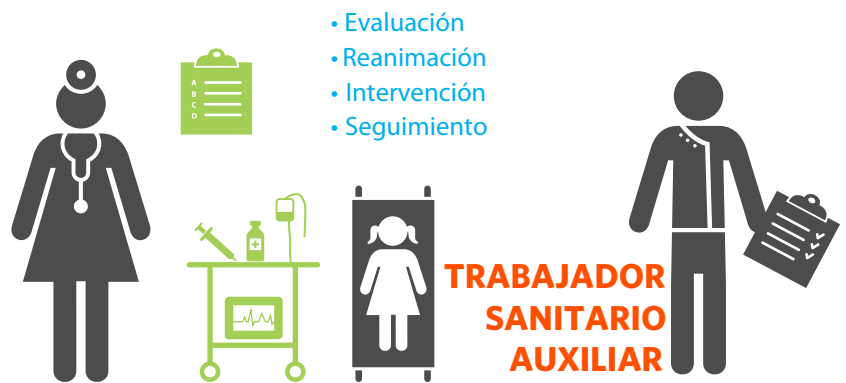 • Evaluación
• Reanimación
• Intervención
• Seguimiento
A
B
C
D
TRABAJADOR
SANITARIO
AUXILIAR